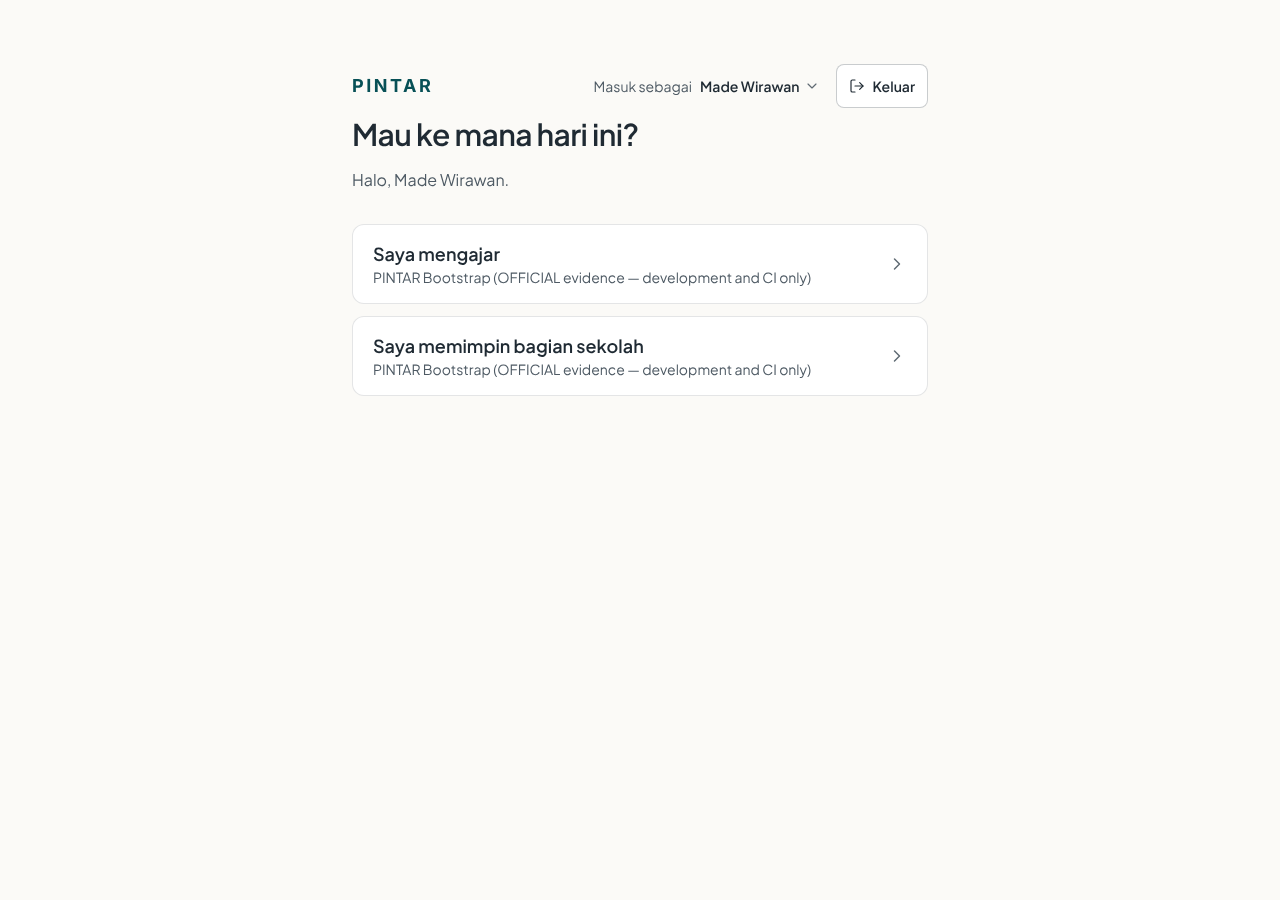 PINTAR
Masuk sebagai Made Wirawan
Keluar
Mau ke mana hari ini?
Halo, Made Wirawan.
Saya mengajar
PINTAR Bootstrap (OFFICIAL evidence — development and CI only)
Saya memimpin bagian sekolah
PINTAR Bootstrap (OFFICIAL evidence — development and CI only)